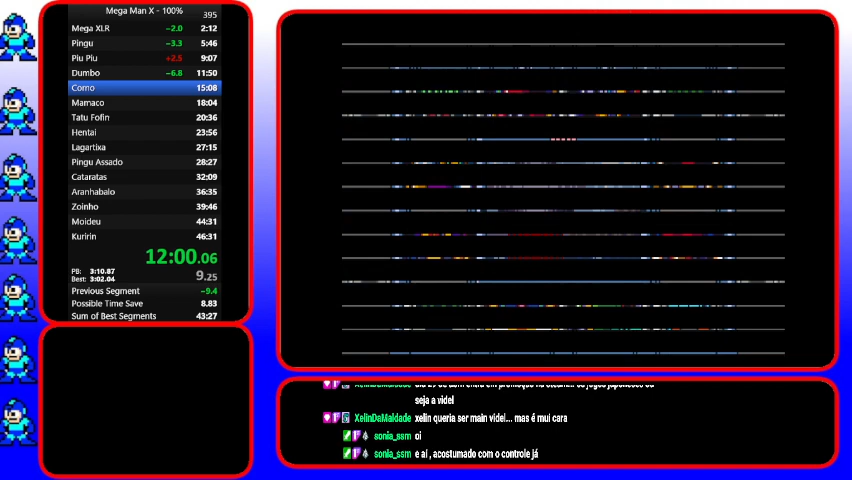 Mega Man X - 100%
395
Mega XLR −2.0 2:12
Pingu −3.3 5:46
Piu Piu +2.5 9:07
Dumbo −6.8 11:50
Como 15:08
Mamaco 18:04
Tatu Fofin 20:36
Hentai 23:56
Lagartixa 27:15
Pingu Assado 28:27
Cataratas 32:09
Aranhabalo 36:35
Zoinho 39:46
Moideu 44:31
Kuririn 46:31
12:00.06
PB: 3:10.87
Best: 3:02.04
9.25
Previous Segment −9.4
Possible Time Save 8.83
Sum of Best Segments 43:27
XelinDaMaldade
seja a videl
XelinDaMaldade xelin queria ser main videl... mas é mui cara
sonia_ssm oi
sonia_ssm e aí , acostumado com o controle já